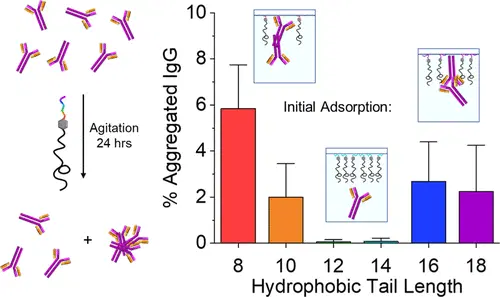 Agitation
24 hrs
+
% Aggregated IgG
10
8
6
4
2
0
Initial Adsorption:
8 10 12 14 16 18
Hydrophobic Tail Length